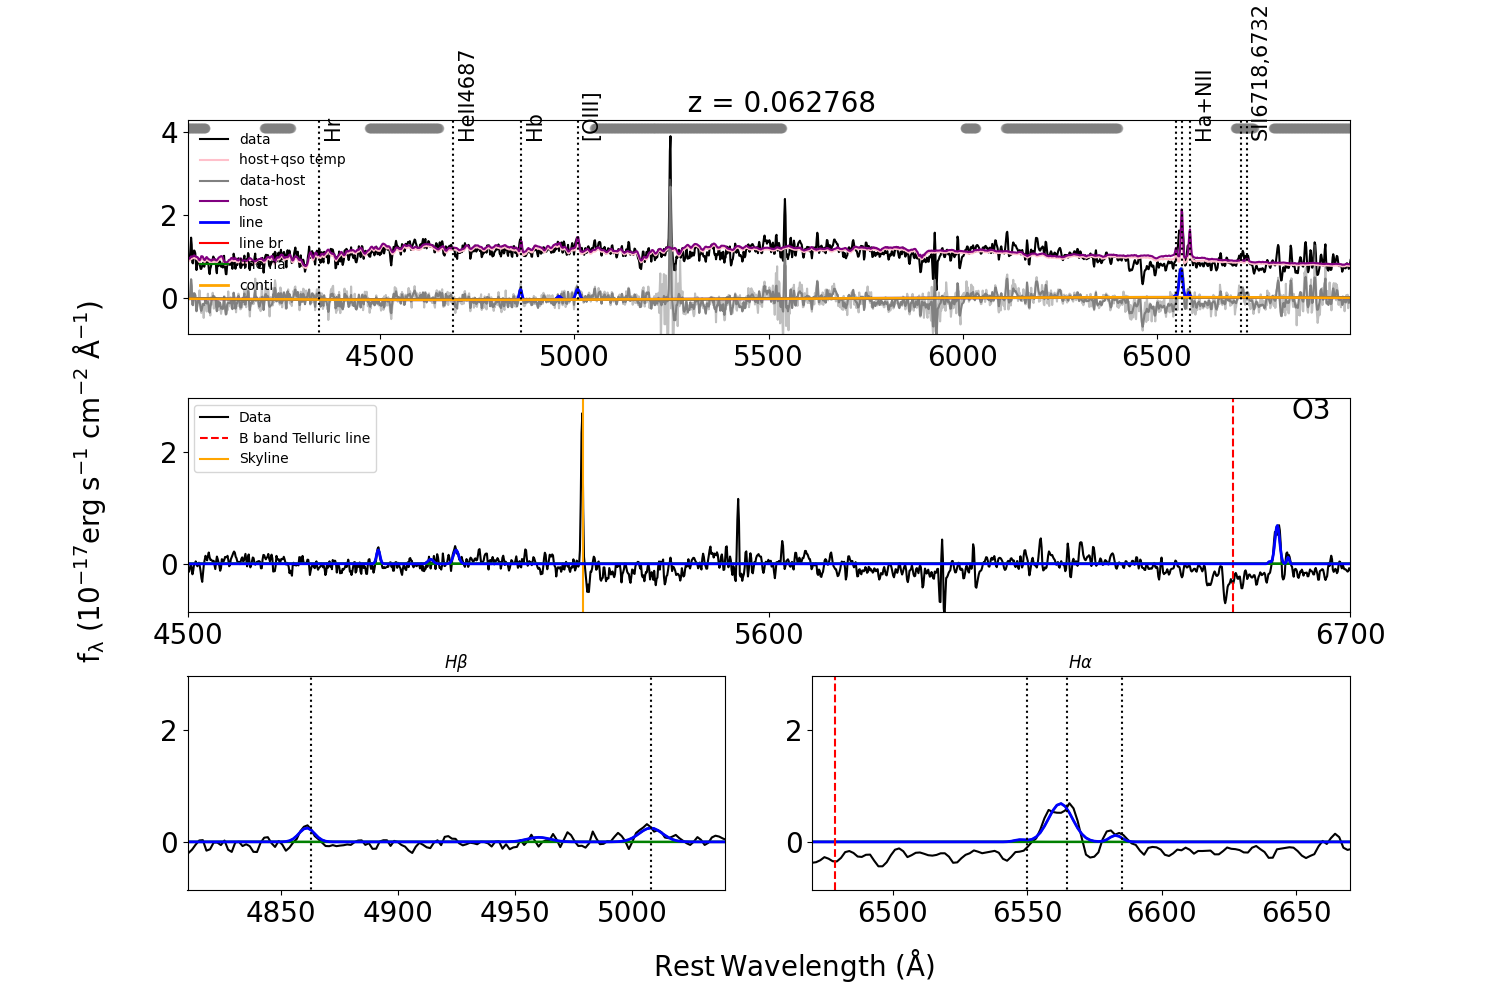 z = 0.062768
Hr
HeII4687
Hb
[OIII]
Ha+NII
SII6718,6732
data
host+qso temp
data-host
host
line
line br
conti
4
2
0
4500
5000
5500
6000
6500
Data
B band Telluric line
Skyline
O3
2
0
4500
5600
6700
fλ (10⁻¹⁷erg s⁻¹ cm⁻² Å⁻¹)
Hβ
2
0
4850
4900
4950
5000
Hα
2
0
6500
6550
6600
6650
Rest Wavelength (Å)